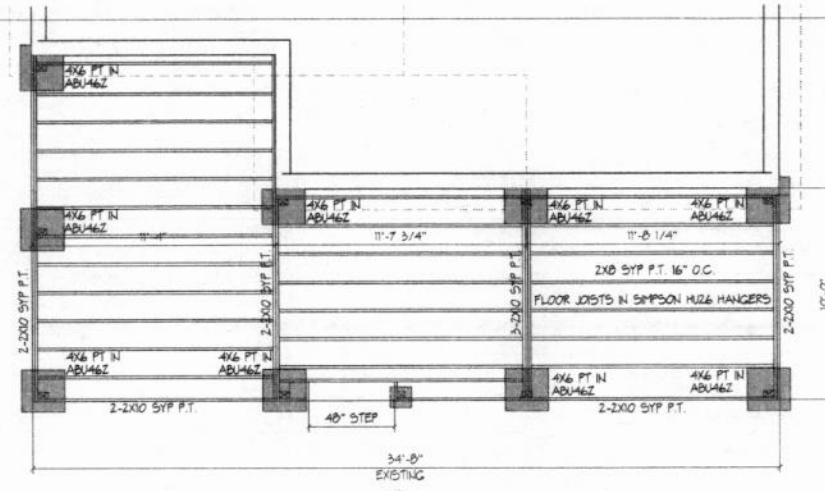 4X6 PT IN
ABU46Z
4X6 PT IN
ABU46Z
4X6 PT IN
ABU46Z
4X6 PT IN
ABU46Z
4X6 PT IN
ABU46Z
11'-4"
11'-7 3/4"
11'-8 1/4"
2X8 SYP P.T. 16" O.C.
FLOOR JOISTS IN SIMPSON HU26 HANGERS
2-2X10 SYP P.T.
2-2X10 SYP P.T.
3-2X10 SYP P.T.
2-2X10 SYP P.T.
4X6 PT IN
ABU46Z
4X6 PT IN
ABU46Z
4X6 PT IN
ABU46Z
4X6 PT IN
ABU46Z
2-2X10 SYP P.T.
2-2X10 SYP P.T.
48" STEP
34'-8"
EXISTING